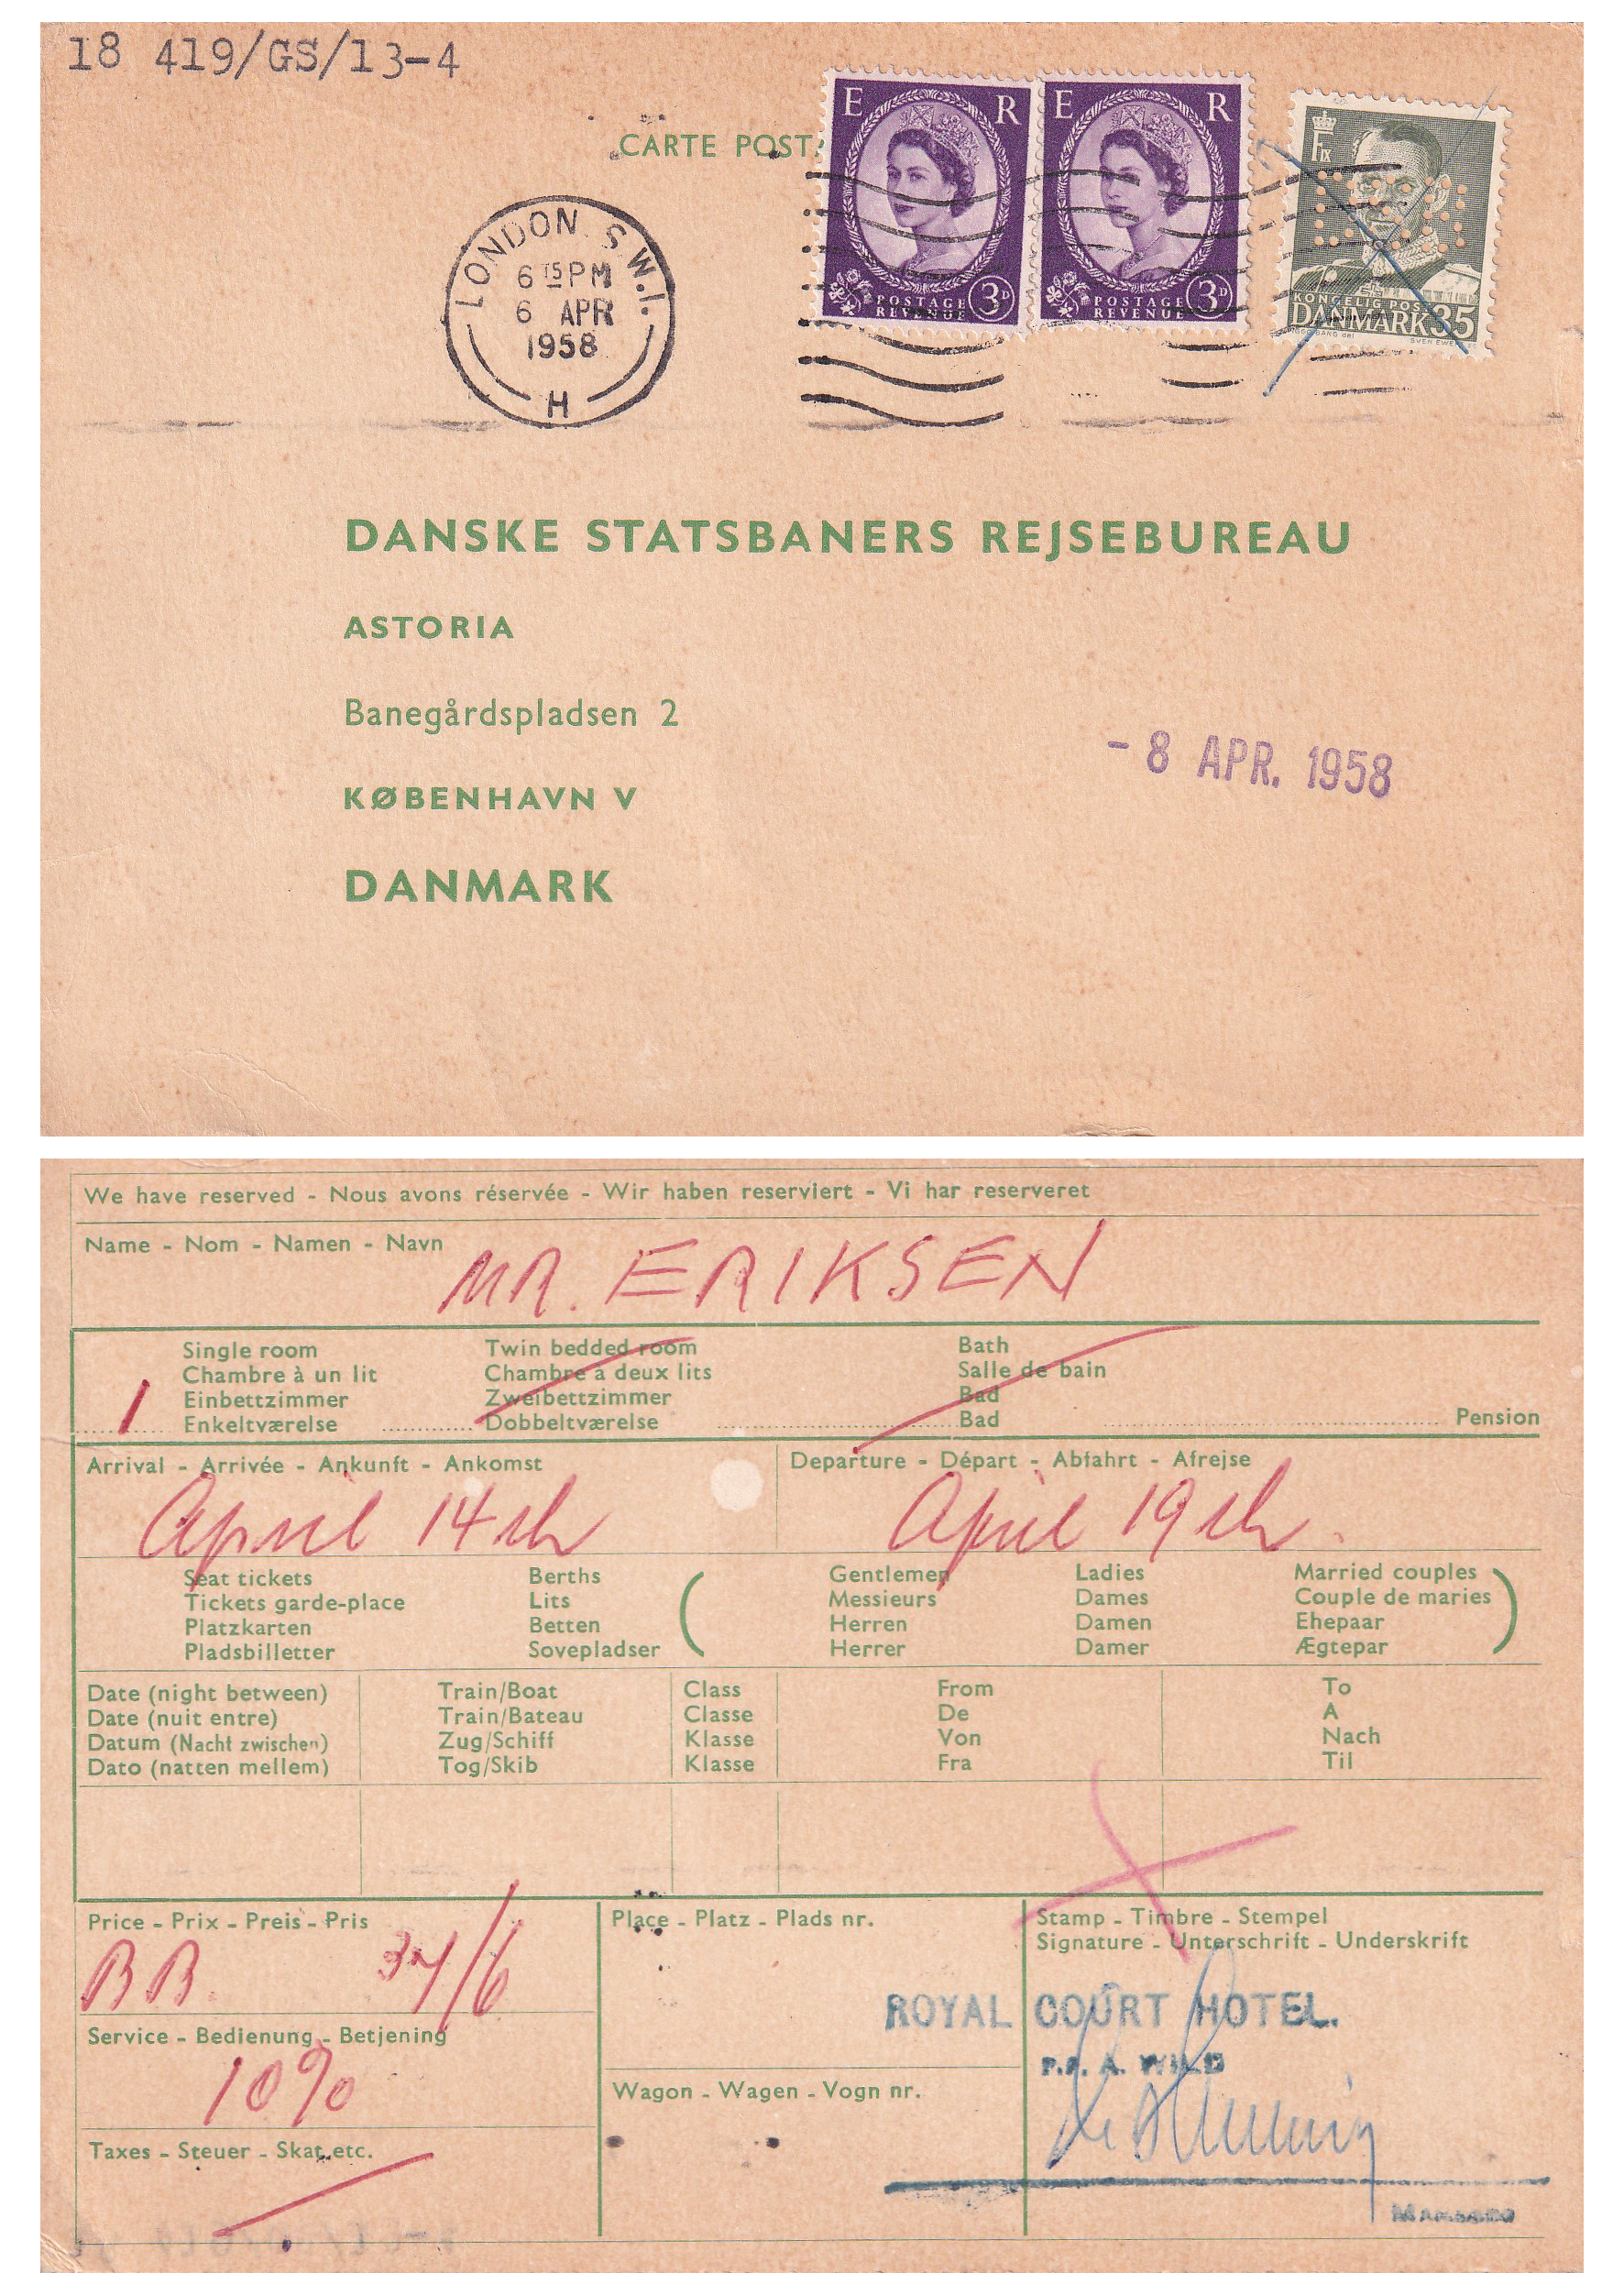 18 419/GS/13-4
CARTE POST
E R
E R
POSTAGE REVENUE 3D
POSTAGE REVENUE 3D
F IX
KONGELIG POST
DANMARK 35
LONDON S.W.1.
6 15 PM
6 APR
1958
H
DANSKE STATSBANERS REJSEBUREAU
ASTORIA
Banegårdspladsen 2
KØBENHAVN V
DANMARK
- 8 APR. 1958
We have reserved - Nous avons réservée - Wir haben reserviert - Vi har reserveret
Name - Nom - Namen - Navn
MR. ERIKSEN
Single room Twin bedded room Bath
Chambre à un lit Chambre à deux lits Salle de bain
Einbettzimmer Zweibettzimmer Bad
1 Enkeltværelse Dobbeltværelse Bad Pension
Arrival - Arrivée - Ankunft - Ankomst Departure - Départ - Abfahrt - Afrejse
April 14th April 19th.
Seat tickets Berths ( Gentlemen Ladies Married couples )
Tickets garde-place Lits Messieurs Dames Couple de maries
Platzkarten Betten Herren Damen Ehepaar
Pladsbilletter Sovepladser Herrer Damer Ægtepar
Date (night between) Train/Boat Class From To
Date (nuit entre) Train/Bateau Classe De A
Datum (Nacht zwischen) Zug/Schiff Klasse Von Nach
Dato (natten mellem) Tog/Skib Klasse Fra Til
Price - Prix - Preis - Pris Place - Platz - Plads nr. Stamp - Timbre - Stempel
Signature - Unterschrift - Underskrift
BB. 37/6
ROYAL COURT HOTEL.
Service - Bedienung - Betjening
A. WILD
10%
Wagon - Wagen - Vogn nr.
Taxes - Steuer - Skat etc.